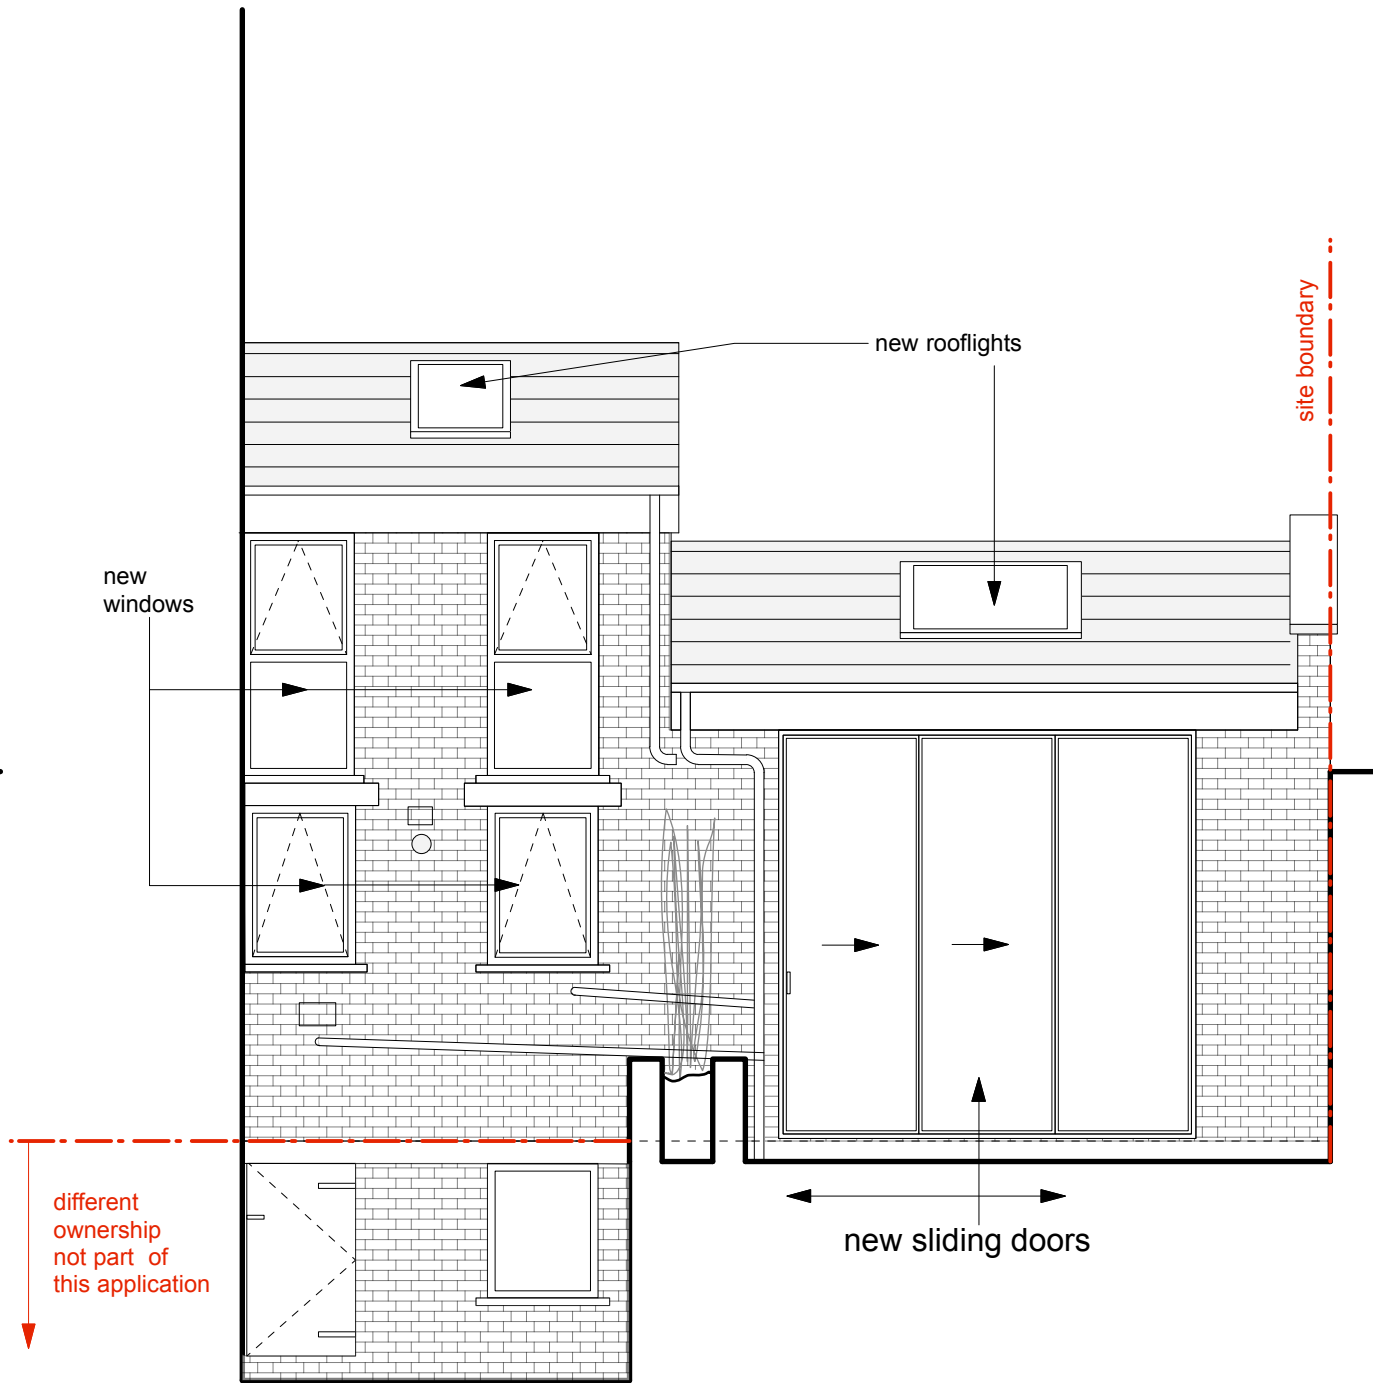 site boundary
new rooflights
new
windows
different
ownership
not part of
this application
new sliding doors